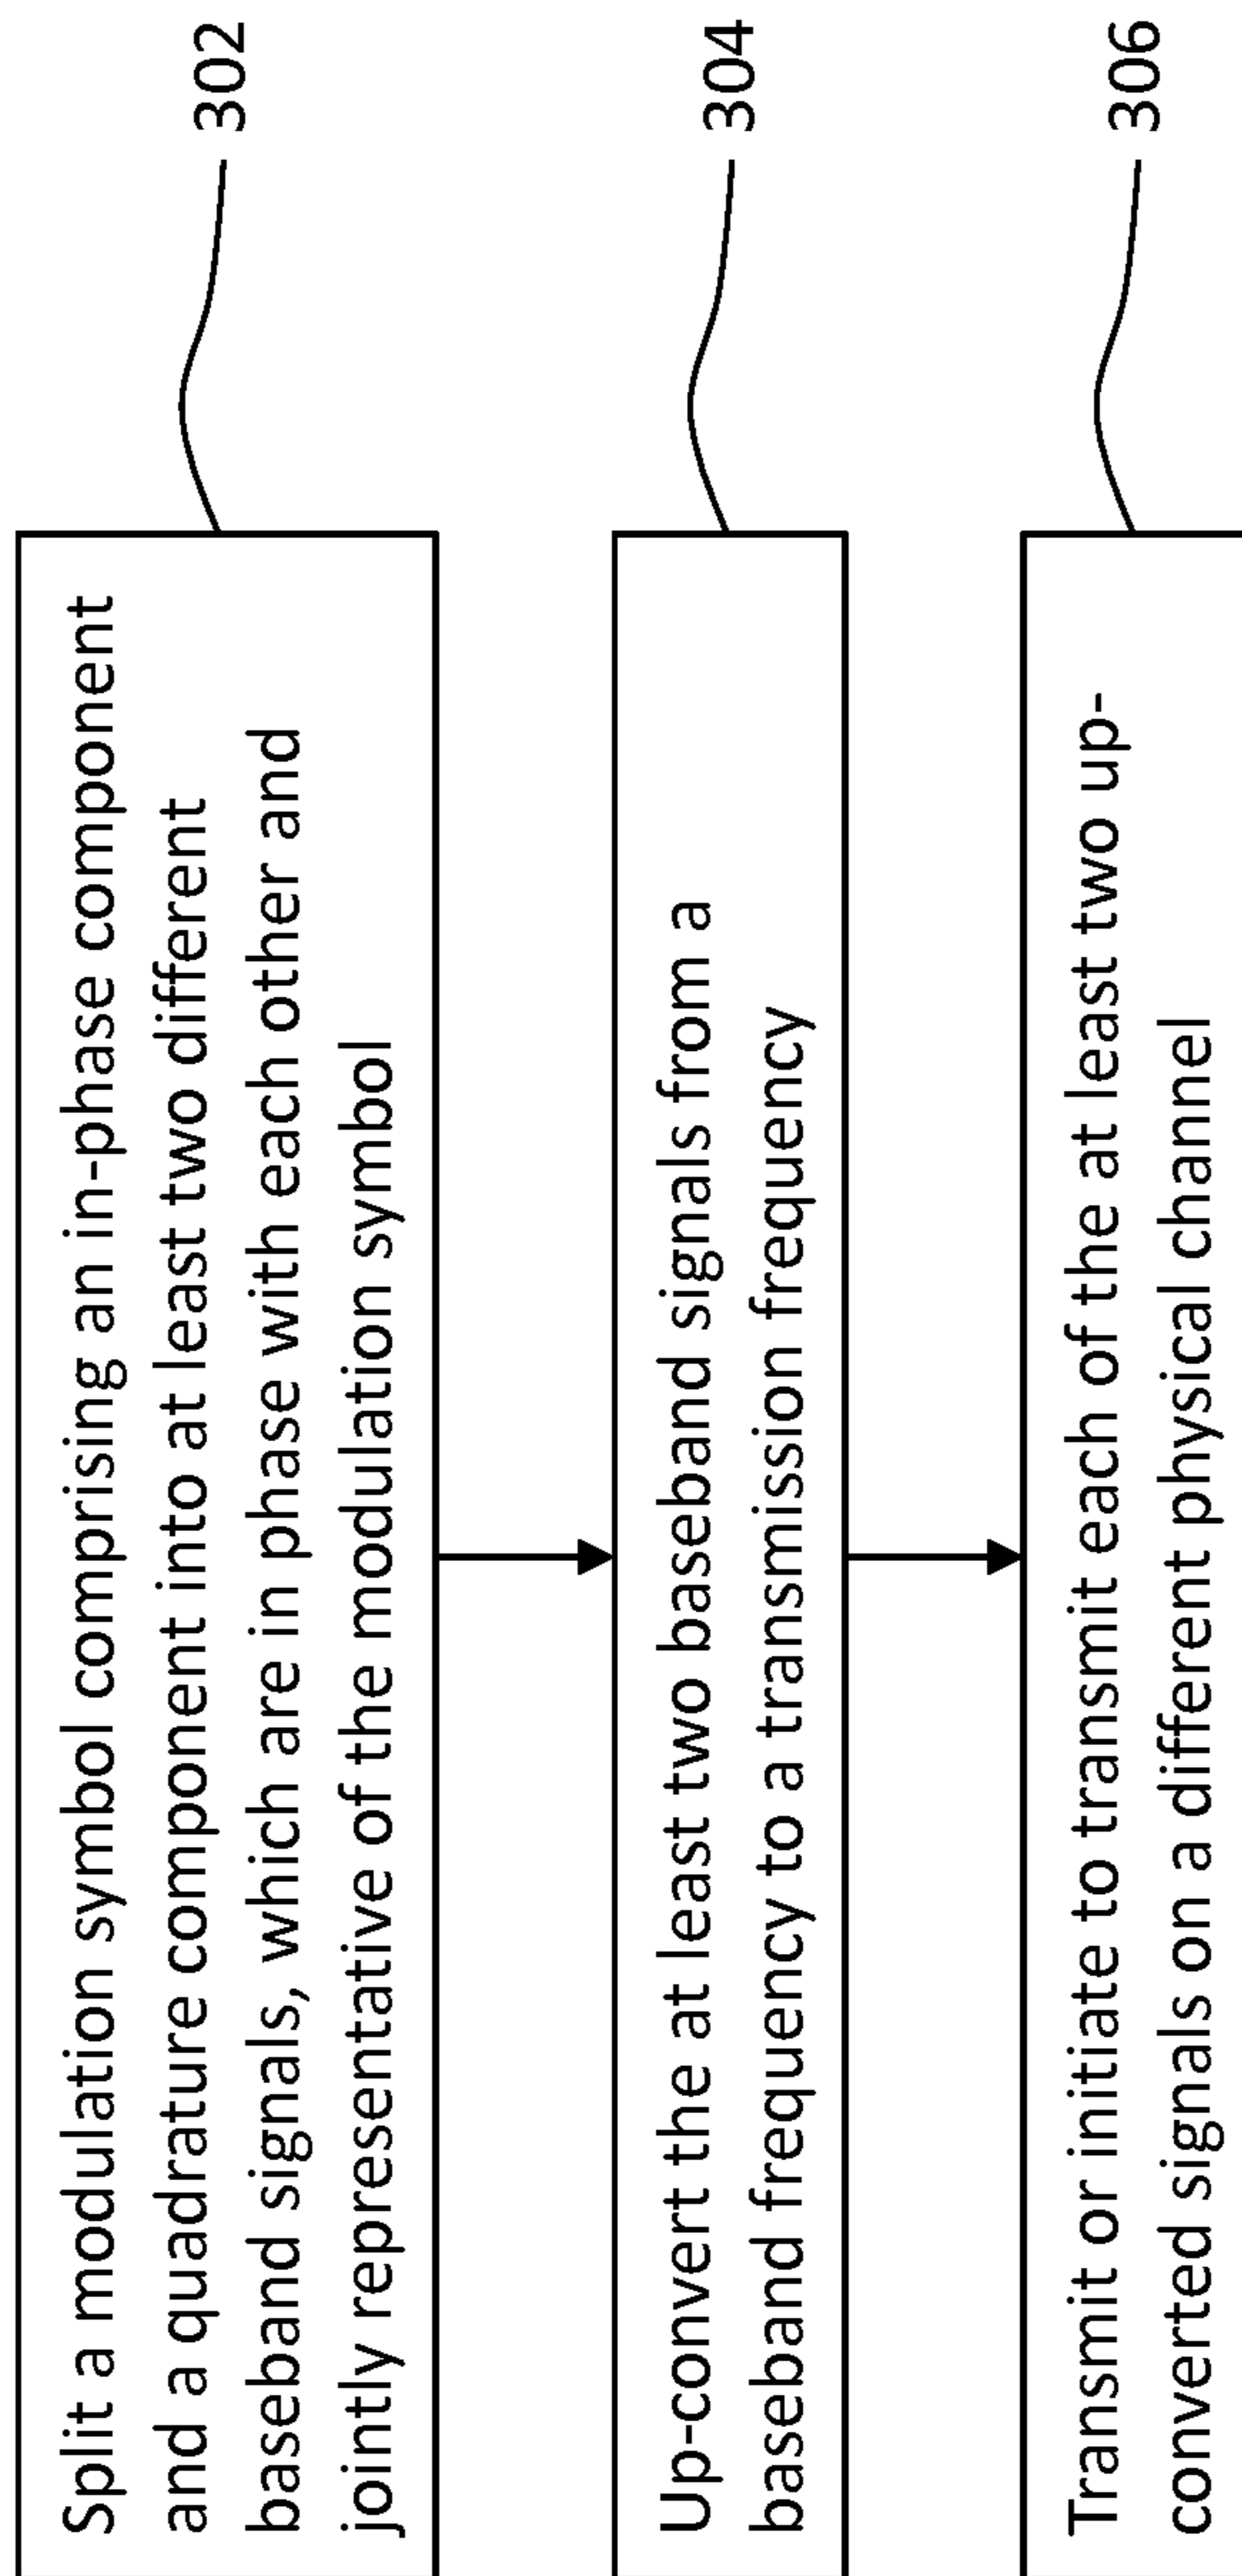 Split a modulation symbol comprising an in-phase component
and a quadrature component into at least two different
baseband signals, which are in phase with each other and
jointly representative of the modulation symbol
302
Up-convert the at least two baseband signals from a
baseband frequency to a transmission frequency
304
Transmit or initiate to transmit each of the at least two up-
converted signals on a different physical channel
306